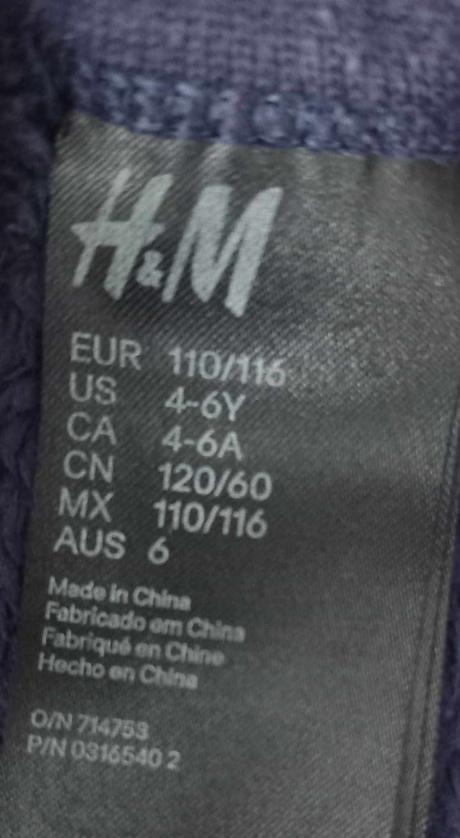 H&M
EUR 110/116
US 4-6Y
CA 4-6A
CN 120/60
MX 110/116
AUS 6
Made in China
Fabricado em China
Fabriqué en Chine
Hecho en China
O/N 714753
P/N 0316540 2